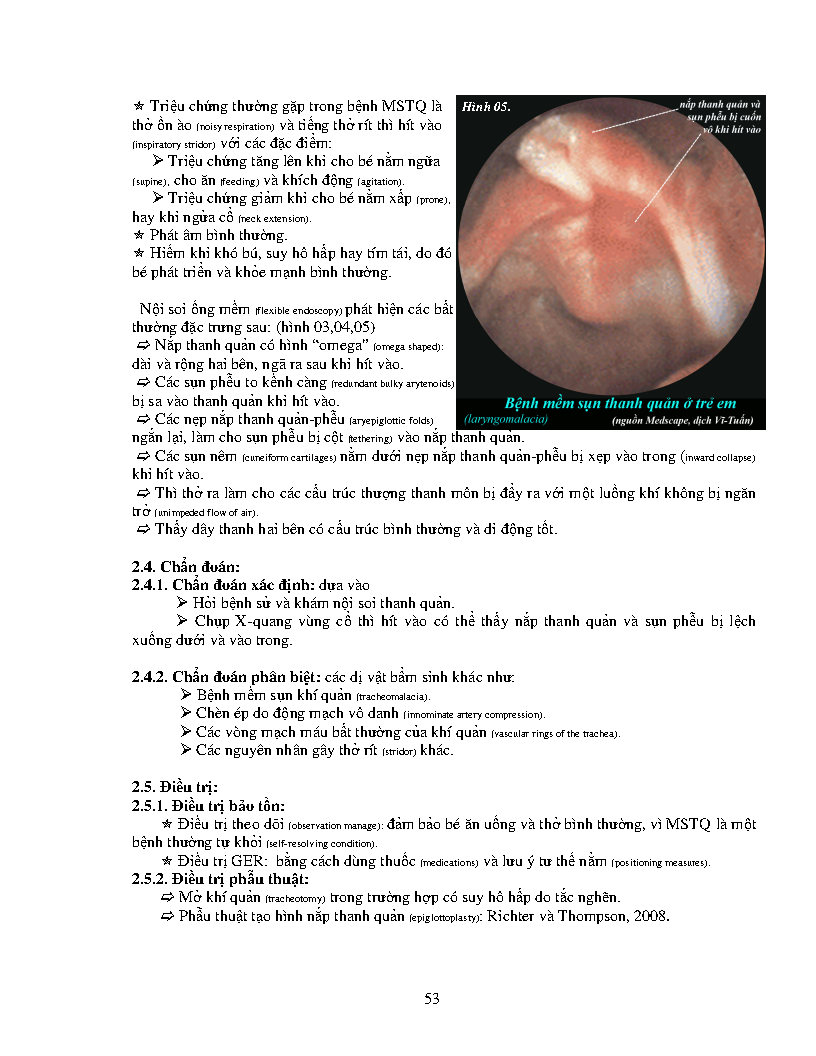 ✯ Triệu chứng thường gặp trong bệnh MSTQ là
thở ồn ào (noisy respiration) và tiếng thở rít thì hít vào
(inspiratory stridor) với các đặc điểm:
➢ Triệu chứng tăng lên khi cho bé nằm ngữa
(supine), cho ăn (feeding) và khích động (agitation).
➢ Triệu chứng giảm khi cho bé nằm xấp (prone),
hay khi ngửa cổ (neck extension).
✯ Phát âm bình thường.
✯ Hiếm khi khó bú, suy hô hấp hay tím tái, do đó
bé phát triển và khỏe mạnh bình thường.
Hình 05.
nắp thanh quản và
sụn phễu bị cuốn
vô khi hít vào
Bệnh mềm sụn thanh quản ở trẻ em
(laryngomalacia) (nguồn Medscape, dịch Vĩ-Tuấn)
Nội soi ống mềm (flexible endoscopy) phát hiện các bất
thường đặc trưng sau: (hình 03,04,05)
⇨ Nắp thanh quản có hình “omega” (omega shaped):
dài và rộng hai bên, ngã ra sau khi hít vào.
⇨ Các sụn phễu to kềnh càng (redundant bulky arytenoids)
bị sa vào thanh quản khi hít vào.
⇨ Các nẹp nắp thanh quản-phễu (aryepiglottic folds)
ngắn lại, làm cho sụn phễu bị cột (tethering) vào nắp thanh quản.
⇨ Các sụn nêm (cuneiform cartilages) nằm dưới nẹp nắp thanh quản-phễu bị xẹp vào trong (inward collapse)
khi hít vào.
⇨ Thì thở ra làm cho các cấu trúc thượng thanh môn bị đẩy ra với một luồng khí không bị ngăn
trở (unimpeded flow of air).
⇨ Thấy dây thanh hai bên có cấu trúc bình thường và di động tốt.
2.4. Chẩn đoán:
2.4.1. Chẩn đoán xác định: dựa vào
➢ Hỏi bệnh sử và khám nội soi thanh quản.
➢ Chụp X-quang vùng cổ thì hít vào có thể thấy nắp thanh quản và sụn phễu bị lệch
xuống dưới và vào trong.
2.4.2. Chẩn đoán phân biệt: các dị vật bẩm sinh khác như:
➢ Bệnh mềm sụn khí quản (tracheomalacia).
➢ Chèn ép do động mạch vô danh (innominate artery compression).
➢ Các vòng mạch máu bất thường của khí quản (vascular rings of the trachea).
➢ Các nguyên nhân gây thở rít (stridor) khác.
2.5. Điều trị:
2.5.1. Điều trị bảo tồn:
✯ Điều trị theo dõi (observation manage): đảm bảo bé ăn uống và thở bình thường, vì MSTQ là một
bệnh thường tự khỏi (self-resolving condition).
✯ Điều trị GER: bằng cách dùng thuốc (medications) và lưu ý tư thế nằm (positioning measures).
2.5.2. Điều trị phẫu thuật:
⇨ Mở khí quản (tracheotomy) trong trường hợp có suy hô hấp do tắc nghẽn.
⇨ Phẫu thuật tạo hình nắp thanh quản (epiglottoplasty): Richter và Thompson, 2008.
53